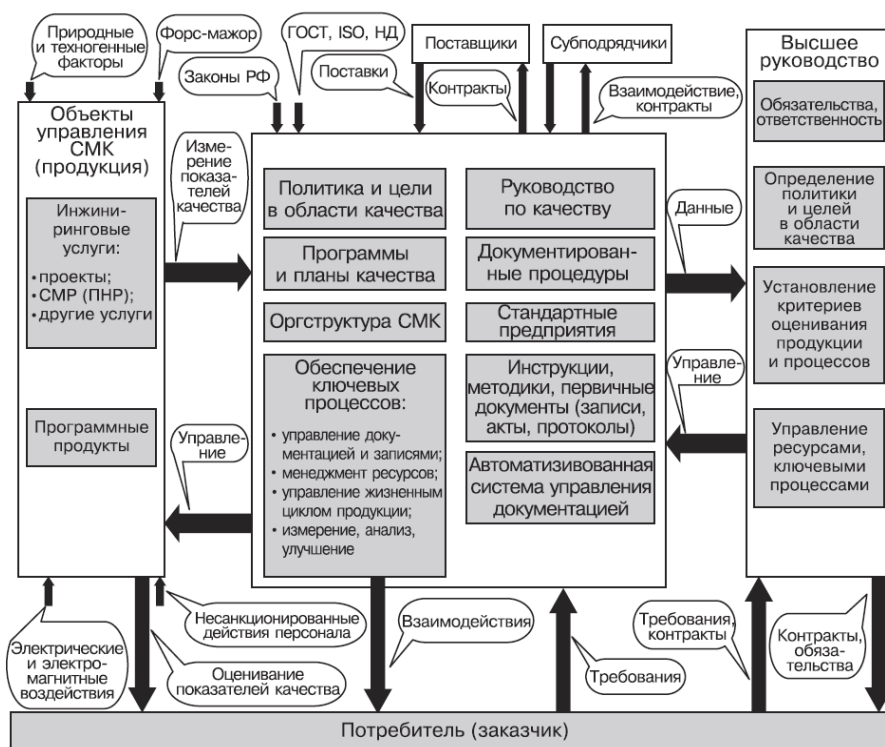 Природные
и техногенные
факторы
Форс-мажор
Законы РФ
ГОСТ, ISO, НД
Поставки
Поставщики
Контракты
Субподрядчики
Взаимодействие,
контракты
Объекты
управления
СМК
(продукция)
Инжини-
ринговые
услуги:
• проекты;
• СМР (ПНР);
• другие услуги
Программные
продукты
Измере-
ние
показа-
телей
качества
Управле-
ние
Политика и цели
в области качества
Программы
и планы качества
Оргструктура СМК
Обеспечение
ключевых
процессов:
• управление доку-
ментацией и записями;
• менеджмент ресурсов;
• управление жизненным
циклом продукции;
• измерение, анализ,
улучшение
Руководство
по качеству
Документирован-
ные процедуры
Стандартные
предприятия
Инструкции,
методики, первичные
документы (записи,
акты, протоколы)
Автоматизивованная
система управления
документацией
Данные
Управле-
ние
Высшее
руководство
Обязательства,
ответственность
Определение
политики
и целей
в области
качества
Установление
критериев
оценивания
продукции
и процессов
Управление
ресурсами,
ключевыми
процессами
Электрические
и электро-
магнитные
воздействия
Несанкционированные
действия персонала
Оценивание
показателей качества
Взаимодействия
Требования
Требования,
контракты
Контракты,
обяза-
тельства
Потребитель (заказчик)